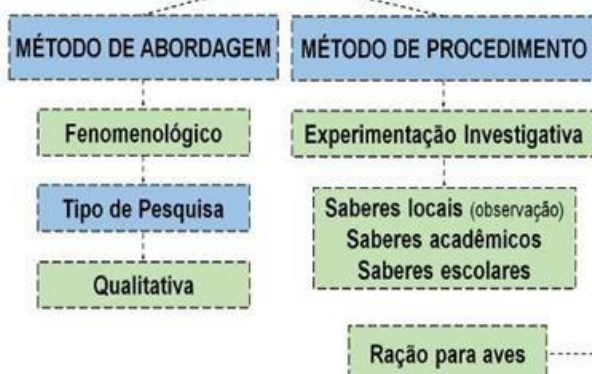 MÉTODO DE ABORDAGEM
MÉTODO DE PROCEDIMENTO
Fenomenológico
Experimentação Investigativa
Tipo de Pesquisa
Saberes locais (observação)
Saberes acadêmicos
Saberes escolares
Qualitativa
Ração para aves